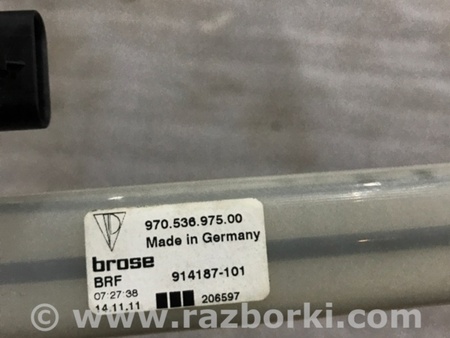 970.536.975.00
Made in Germany
brose
BRF
914187-101
07:27:38
14.11.11
206597
© www.razborki.com